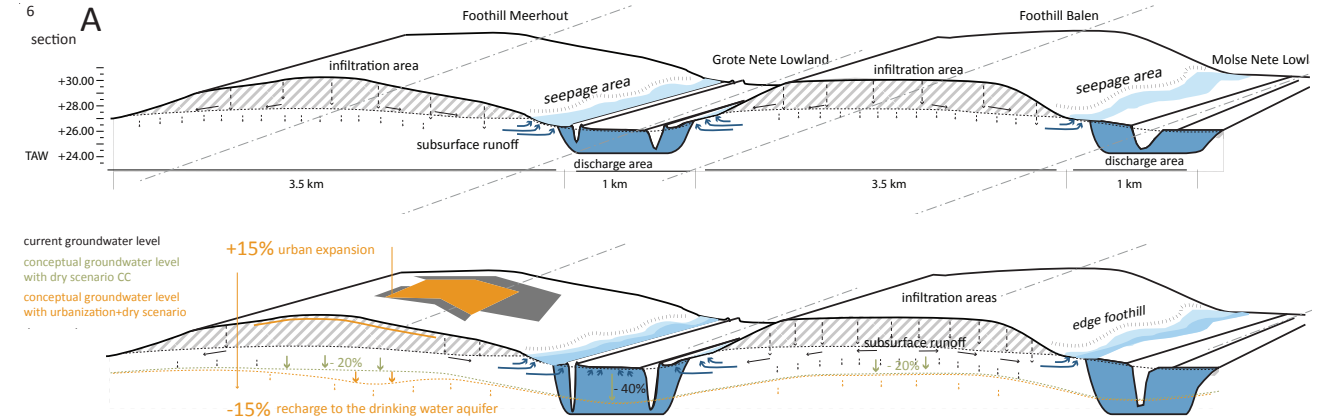 6
A
section
Foothill Meerhout
Foothill Balen
infiltration area
Grote Nete Lowland
infiltration area
Molse Nete Lowl
+30.00
+28.00
+26.00
TAW +24.00
seepage area
seepage area
subsurface runoff
discharge area
discharge area
3.5 km
1 km
3.5 km
1 km
current groundwater level
conceptual groundwater level
with dry scenario CC
conceptual groundwater level
with urbanization+dry scenario
+15% urban expansion
infiltration areas
edge foothill
subsurface runoff
- 20%
- 20%
- 40%
-15% recharge to the drinking water aquifer